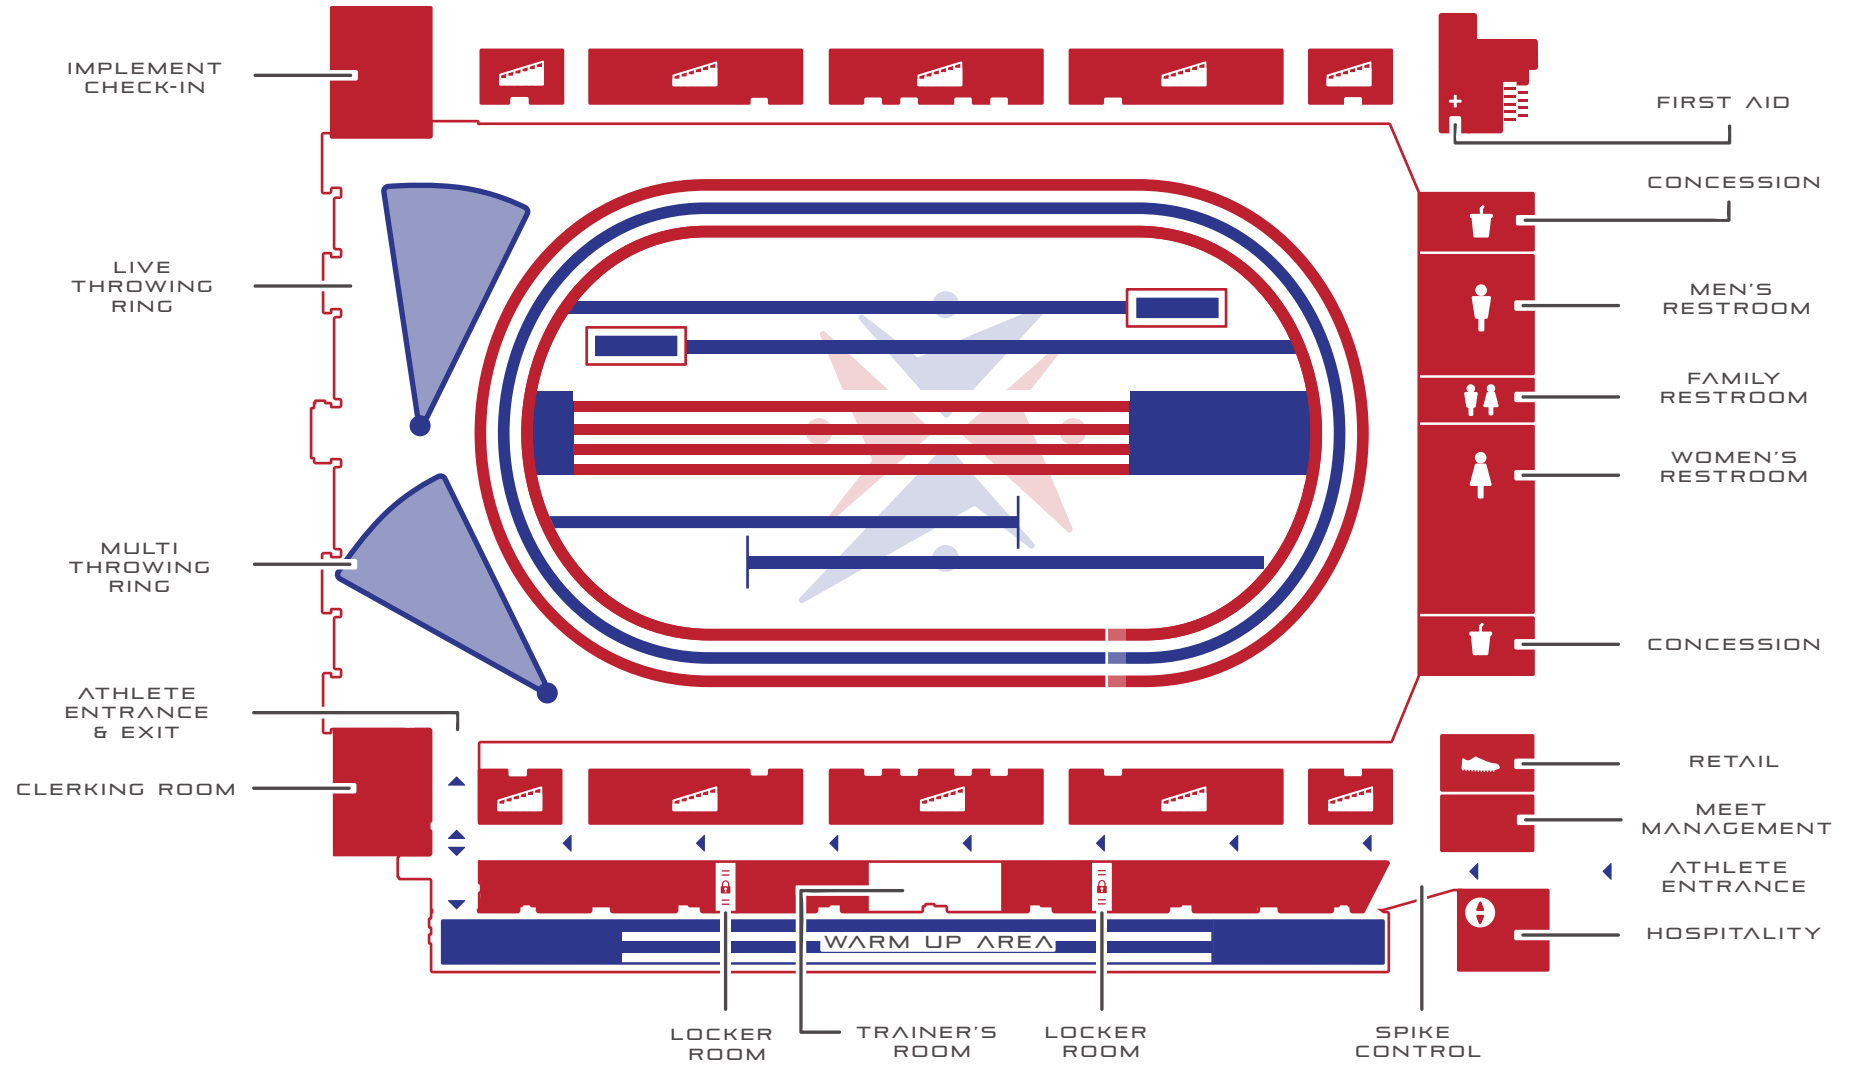 IMPLEMENT
CHECK-IN
LIVE
THROWING
RING
MULTI
THROWING
RING
ATHLETE
ENTRANCE
& EXIT
CLERKING ROOM
FIRST AID
CONCESSION
MEN'S
RESTROOM
FAMILY
RESTROOM
WOMEN'S
RESTROOM
CONCESSION
RETAIL
MEET
MANAGEMENT
ATHLETE
ENTRANCE
HOSPITALITY
WARM UP AREA
LOCKER
ROOM
TRAINER'S
ROOM
LOCKER
ROOM
SPIKE
CONTROL